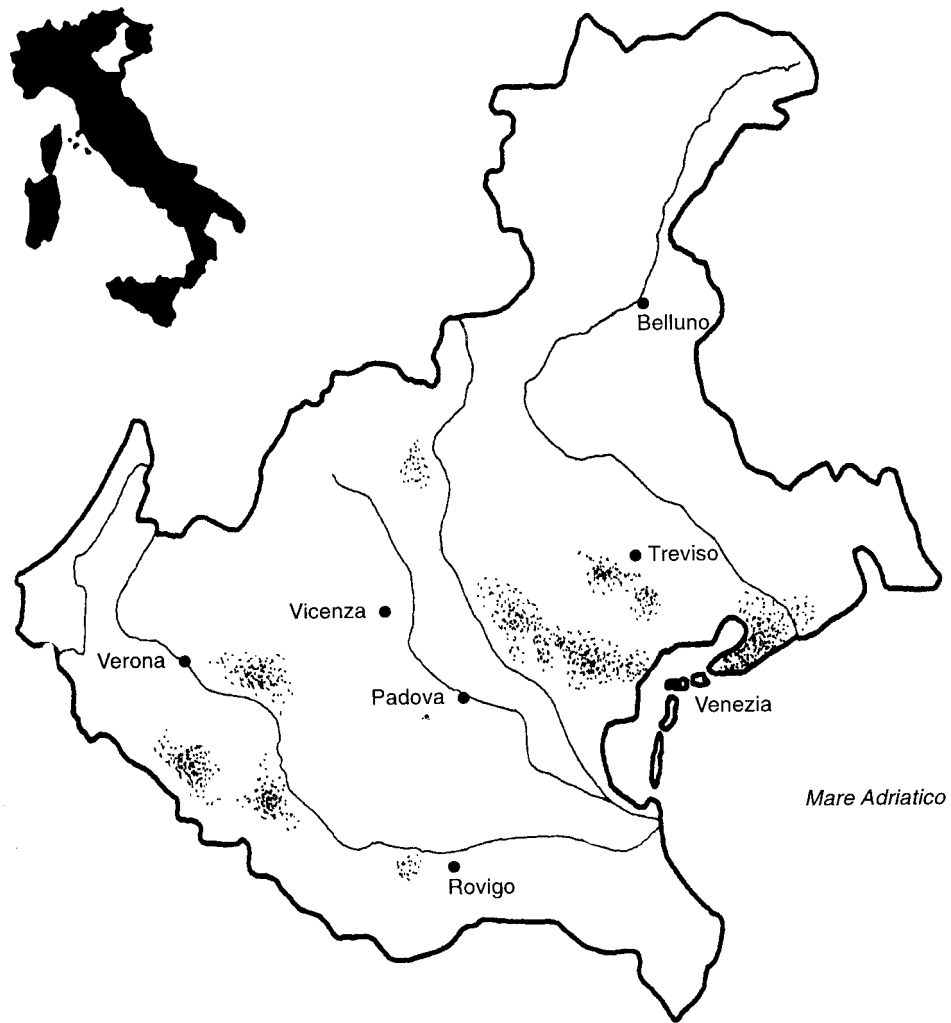 Belluno
Treviso
Vicenza
Verona
Padova
Venezia
Mare Adriatico
Rovigo